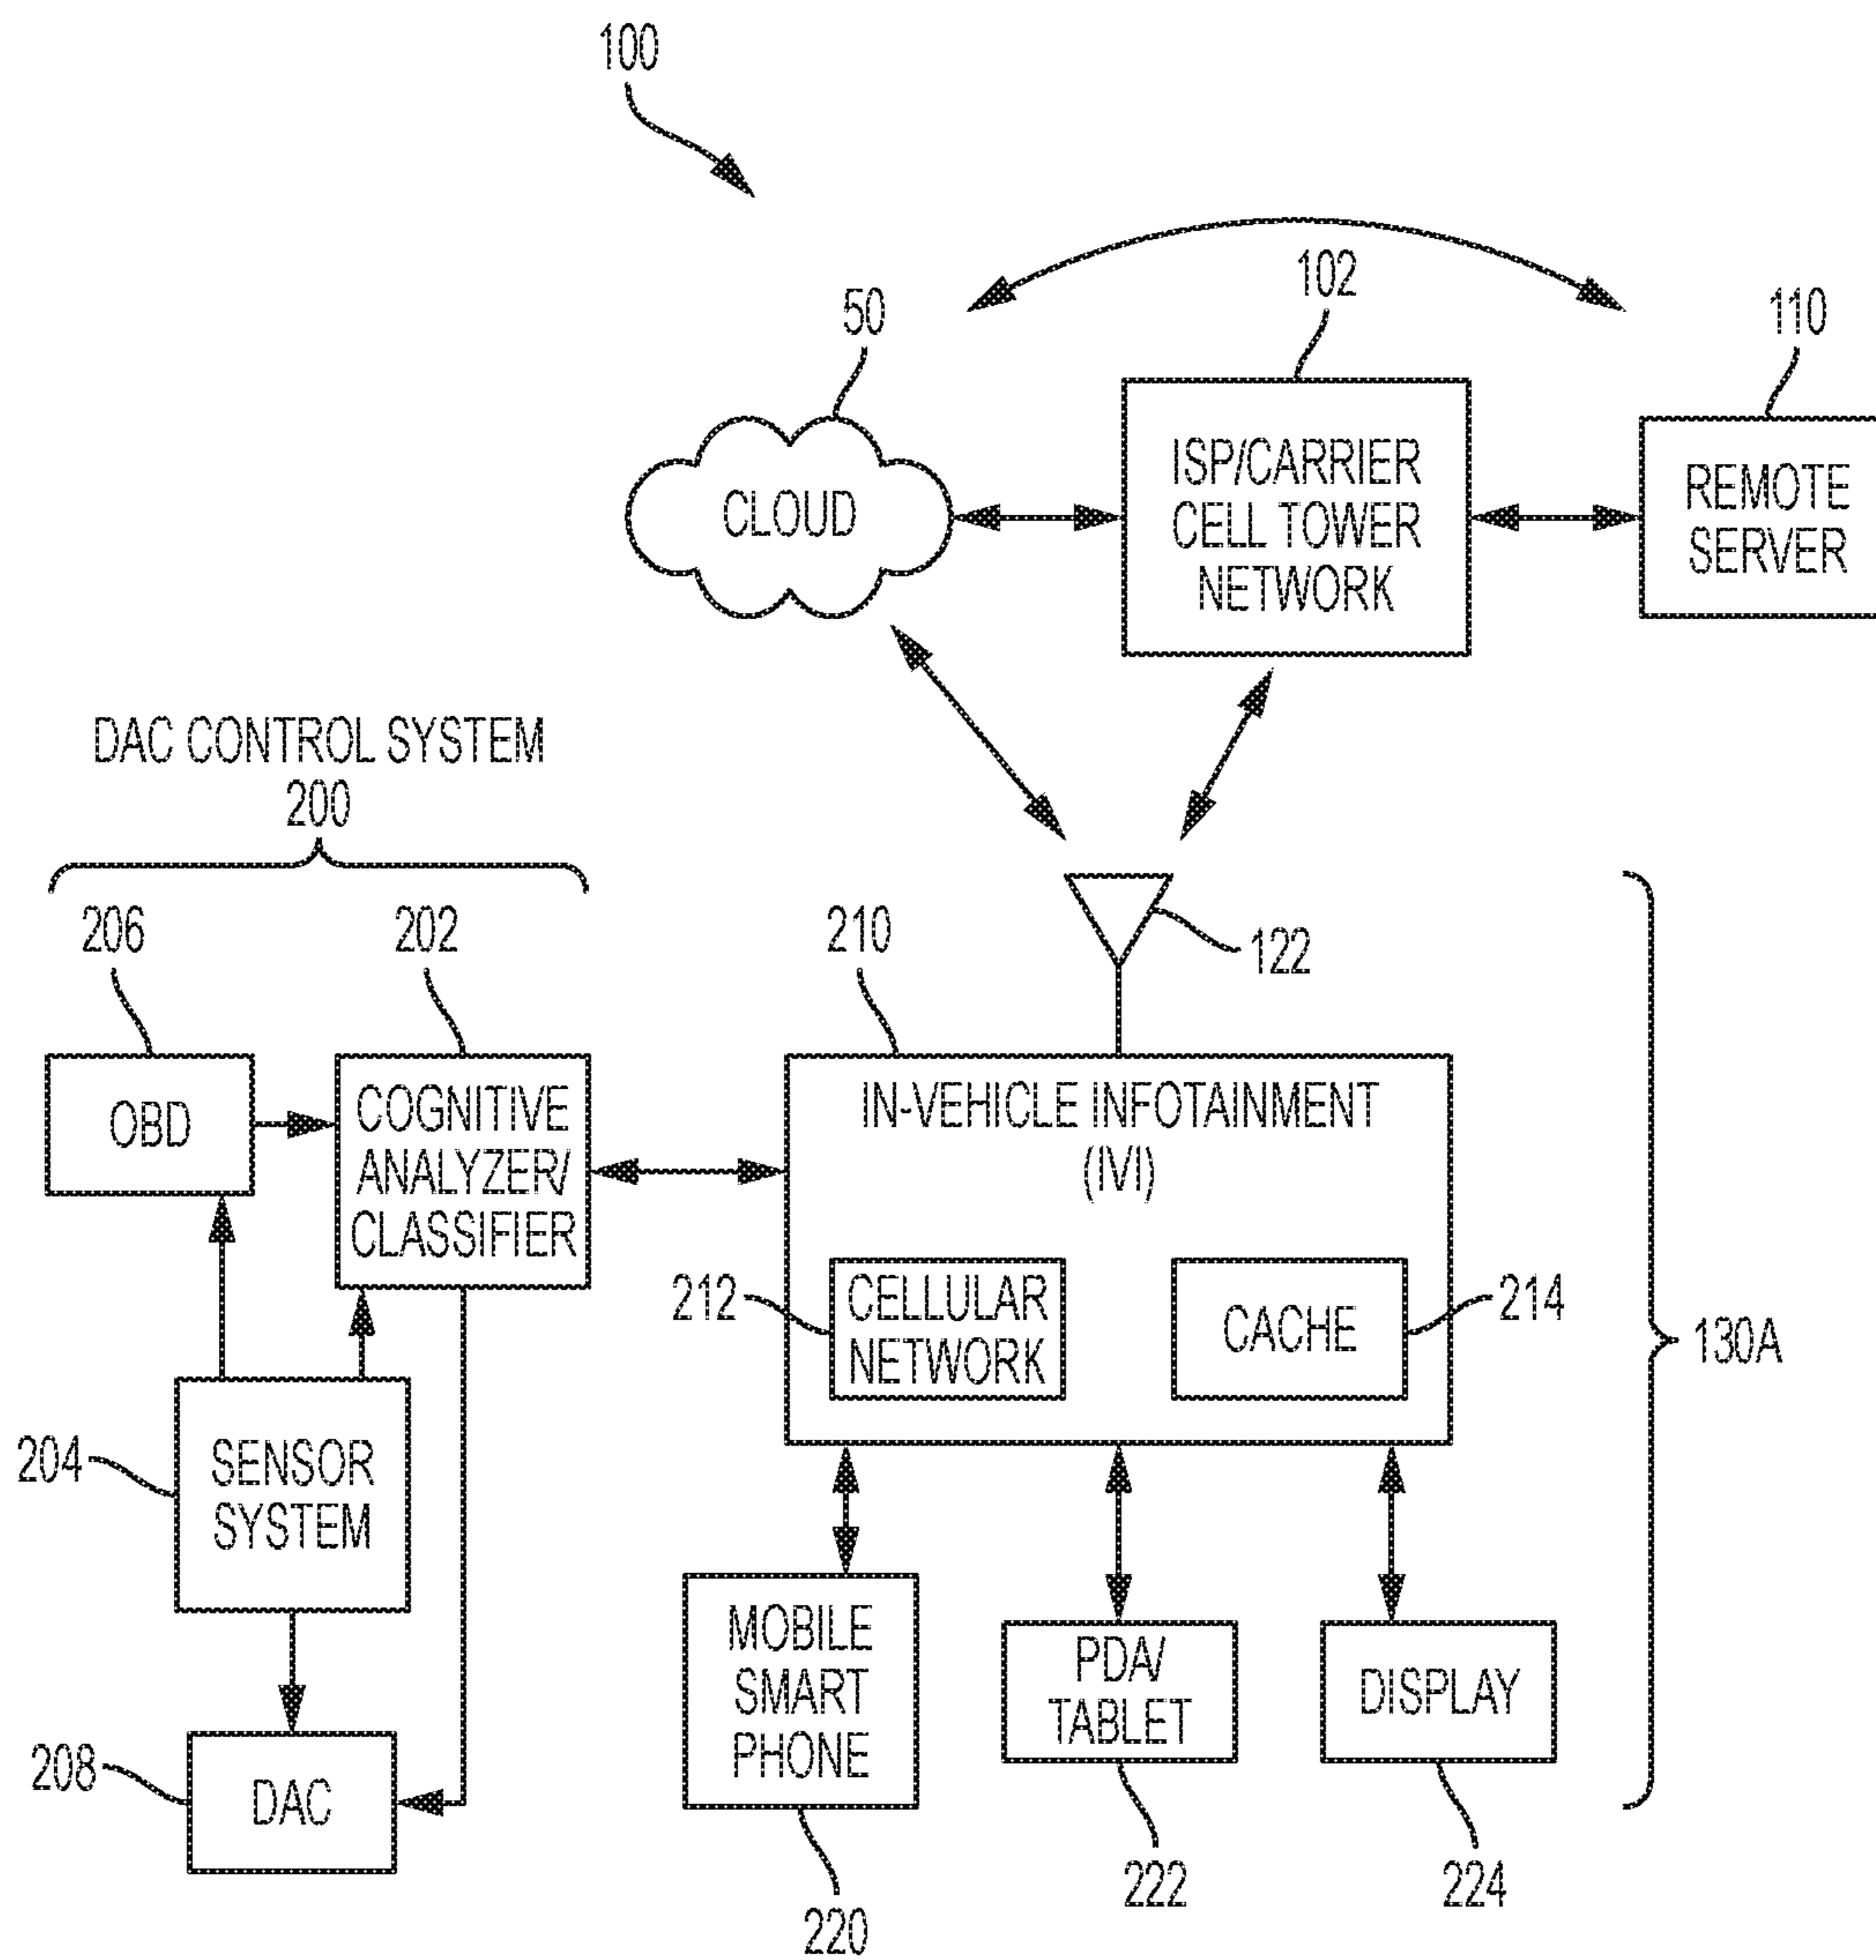 100
102
50
110
CLOUD
ISP/CARRIER
CELL TOWER
NETWORK
REMOTE
SERVER
DAC CONTROL SYSTEM
200
206
202
210
122
OBD
COGNITIVE
ANALYZER/
CLASSIFIER
IN-VEHICLE INFOTAINMENT
(IVI)
212
CELLULAR
NETWORK
CACHE
214
130A
204
SENSOR
SYSTEM
MOBILE
SMART
PHONE
PDA/
TABLET
DISPLAY
208
DAC
220
222
224